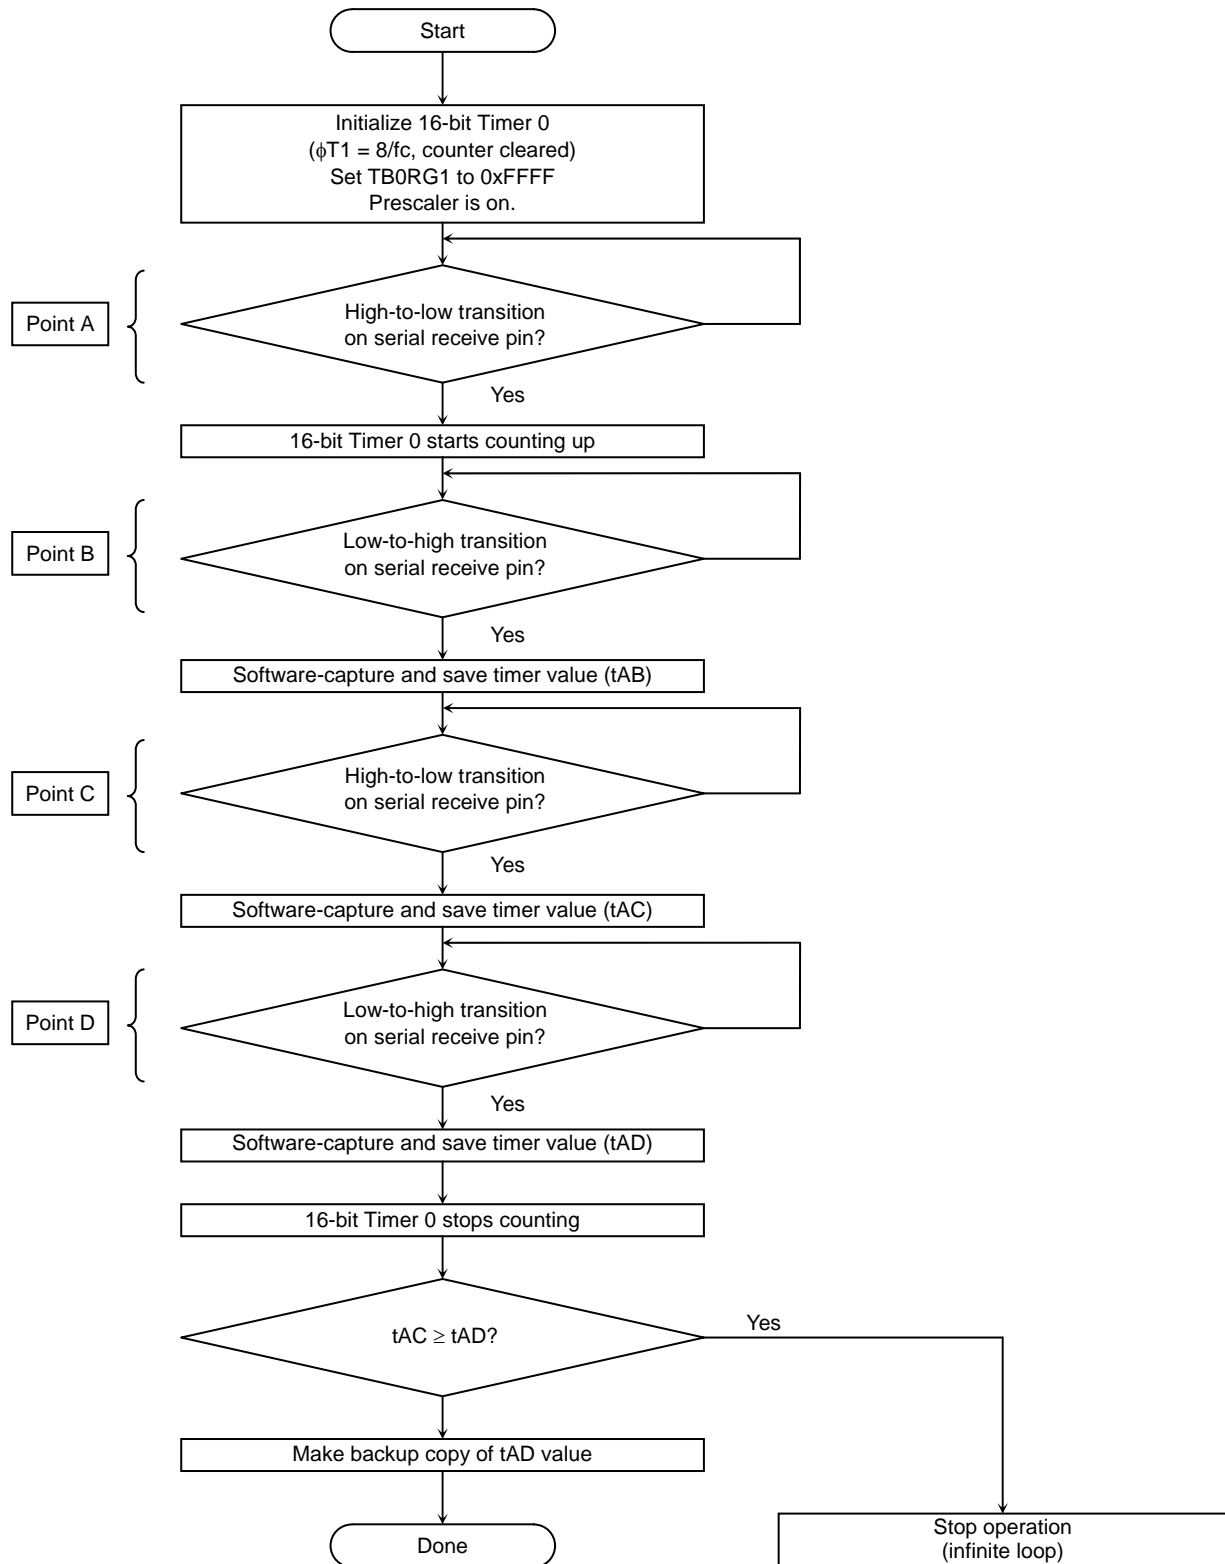 Start
Initialize 16-bit Timer 0
(ϕT1 = 8/fc, counter cleared)
Set TB0RG1 to 0xFFFF
Prescaler is on.
Point A
High-to-low transition
on serial receive pin?
Yes
16-bit Timer 0 starts counting up
Point B
Low-to-high transition
on serial receive pin?
Yes
Software-capture and save timer value (tAB)
Point C
High-to-low transition
on serial receive pin?
Yes
Software-capture and save timer value (tAC)
Point D
Low-to-high transition
on serial receive pin?
Yes
Software-capture and save timer value (tAD)
16-bit Timer 0 stops counting
tAC ≥ tAD?
Yes
Make backup copy of tAD value
Done
Stop operation
(infinite loop)